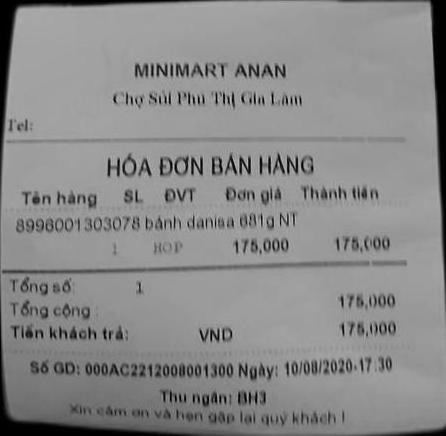 MINIMART ANAN
Chợ Sủi Phú Thị Gia Lâm
Tel:
HÓA ĐƠN BÁN HÀNG
Tên hàng SL ĐVT Đơn giá Thành tiền
8996001303078 bánh danisa 681g NT
1 HOP 175,000 175,000
Tổng số: 1
Tổng cộng : 175,000
Tiền khách trả: VND 175,000
Số GD: 000AC2212008001300 Ngày: 10/08/2020-17:30
Thu ngân: BH3
Xin cảm ơn và hẹn gặp lại quý khách !